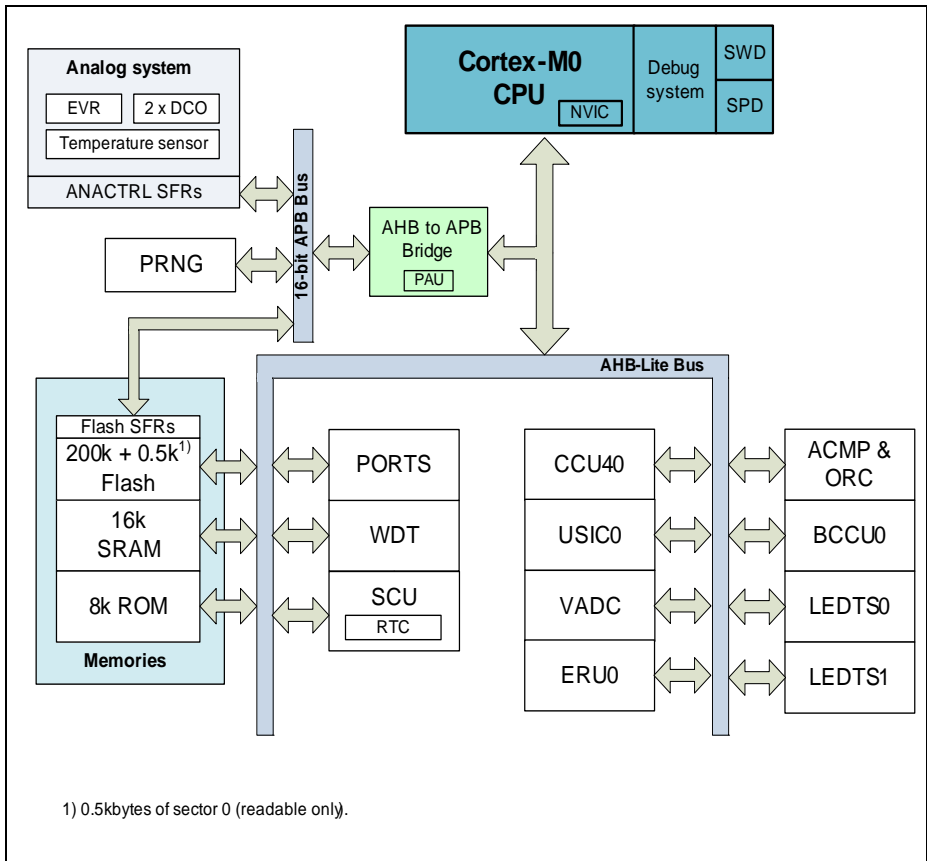 Analog system
EVR
2 x DCO
Temperature sensor
ANACTRL SFRs
Cortex-M0
CPU
NVIC
Debug
system
SWD
SPD
PRNG
16-bit APB Bus
AHB to APB
Bridge
PAU
AHB-Lite Bus
Flash SFRs
200k + 0.5k1)
Flash
16k
SRAM
8k ROM
Memories
PORTS
WDT
SCU
RTC
CCU40
USIC0
VADC
ERU0
ACMP &
ORC
BCCU0
LEDTS0
LEDTS1
1) 0.5kbytes of sector 0 (readable only).